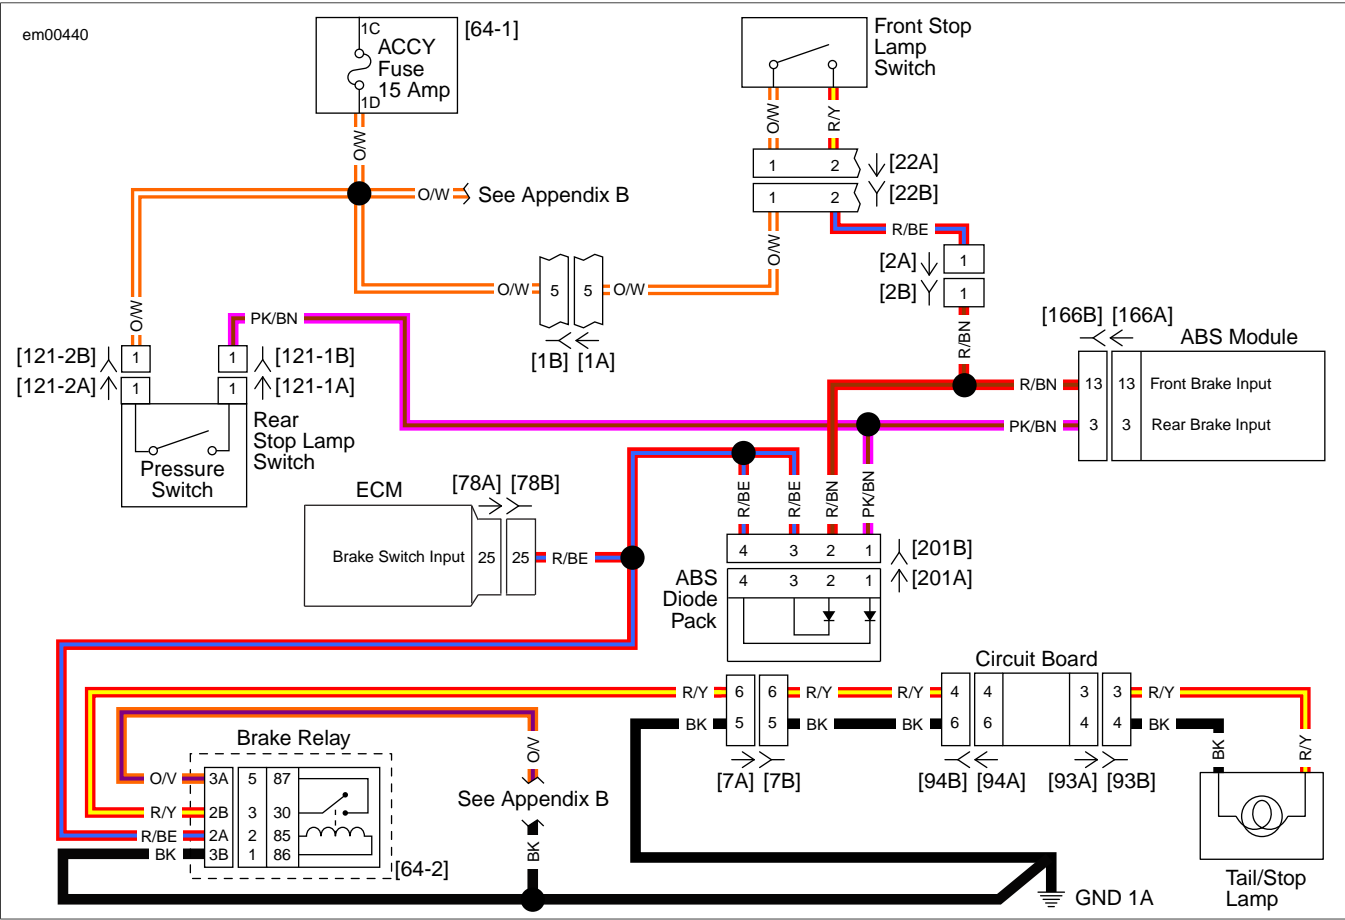 em00440
1C
ACCY
Fuse
15 Amp
1D
[64-1]
O/W
O/W
See Appendix B
Front Stop
Lamp
Switch
O/W
R/Y
1
2
[22A]
1
2
[22B]
O/W
R/BE
[2A]
1
[2B]
1
R/BN
O/W
5
5
O/W
[1B]
[1A]
O/W
PK/BN
[121-2B]
1
1
[121-1B]
[121-2A]
1
1
[121-1A]
Rear
Stop Lamp
Switch
Pressure
Switch
[166B]
[166A]
ABS Module
R/BN
13
13
Front Brake Input
PK/BN
3
3
Rear Brake Input
ECM
[78A]
[78B]
Brake Switch Input
25
25
R/BE
R/BE
R/BE
R/BN
PK/BN
4
3
2
1
[201B]
4
3
2
1
[201A]
ABS
Diode
Pack
Circuit Board
R/Y
6
6
R/Y
R/Y
4
4
3
3
R/Y
BK
5
5
BK
BK
6
6
4
4
BK
[7A]
[7B]
[94B]
[94A]
[93A]
[93B]
BK
R/Y
Tail/Stop
Lamp
Brake Relay
O/V
3A
5
87
R/Y
2B
3
30
R/BE
2A
2
85
BK
3B
1
86
[64-2]
O/V
See Appendix B
BK
GND 1A